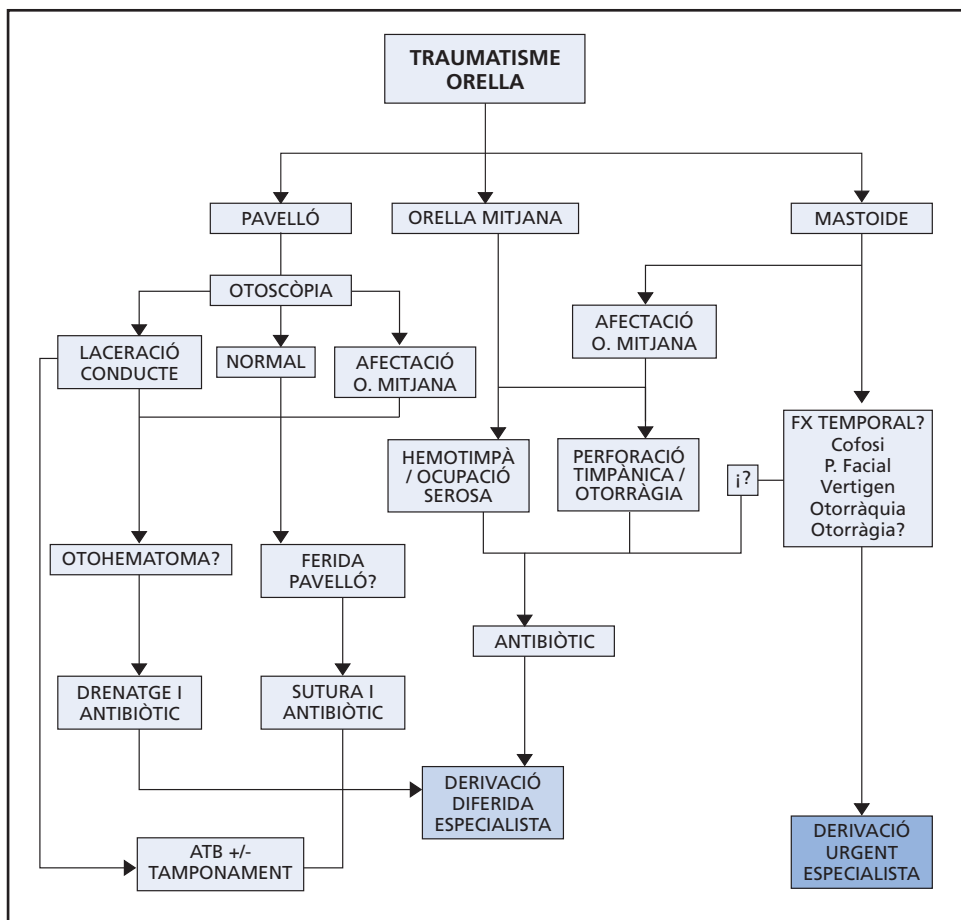 TRAUMATISME
ORELLA
PAVELLÓ
ORELLA MITJANA
MASTOIDE
OTOSCÒPIA
LACERACIÓ
CONDUCTE
NORMAL
AFECTACIÓ
O. MITJANA
AFECTACIÓ
O. MITJANA
HEMOTIMPÀ
/ OCUPACIÓ
SEROSA
PERFORACIÓ
TIMPÀNICA /
OTORRÀGIA
¡?
FX TEMPORAL?
Cofosi
P. Facial
Vertigen
Otorràquia
Otorràgia?
OTOHEMATOMA?
FERIDA
PAVELLÓ?
ANTIBIÒTIC
DRENATGE I
ANTIBIÒTIC
SUTURA I
ANTIBIÒTIC
DERIVACIÓ
DIFERIDA
ESPECIALISTA
ATB +/-
TAMPONAMENT
DERIVACIÓ
URGENT
ESPECIALISTA